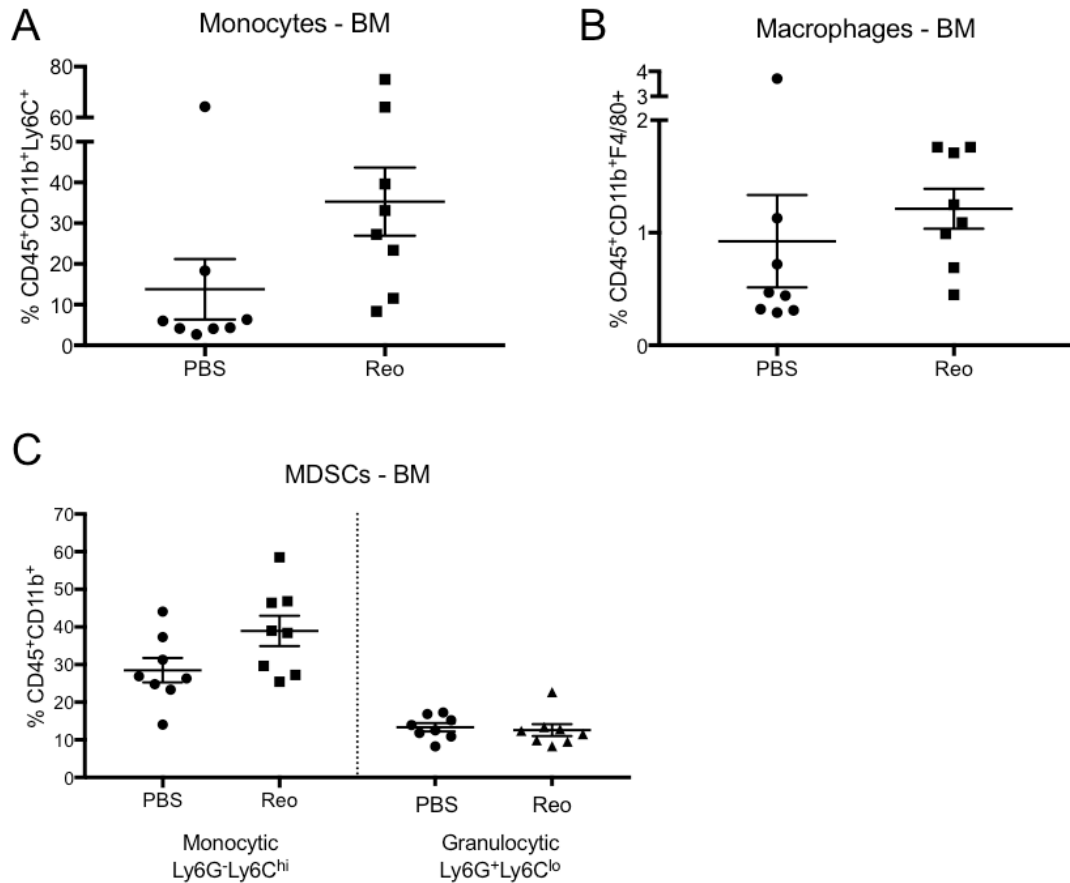 A
Monocytes - BM
% CD45⁺CD11b⁺Ly6C⁺
80
60
50
40
30
20
10
0
PBS
Reo
B
Macrophages - BM
% CD45⁺CD11b⁺F4/80+
4
3
2
1
0
PBS
Reo
C
MDSCs - BM
% CD45⁺CD11b⁺
70
60
50
40
30
20
10
0
PBS
Reo
PBS
Reo
Monocytic
Ly6G⁻Ly6Cʰⁱ
Granulocytic
Ly6G⁺Ly6Cˡᵒ